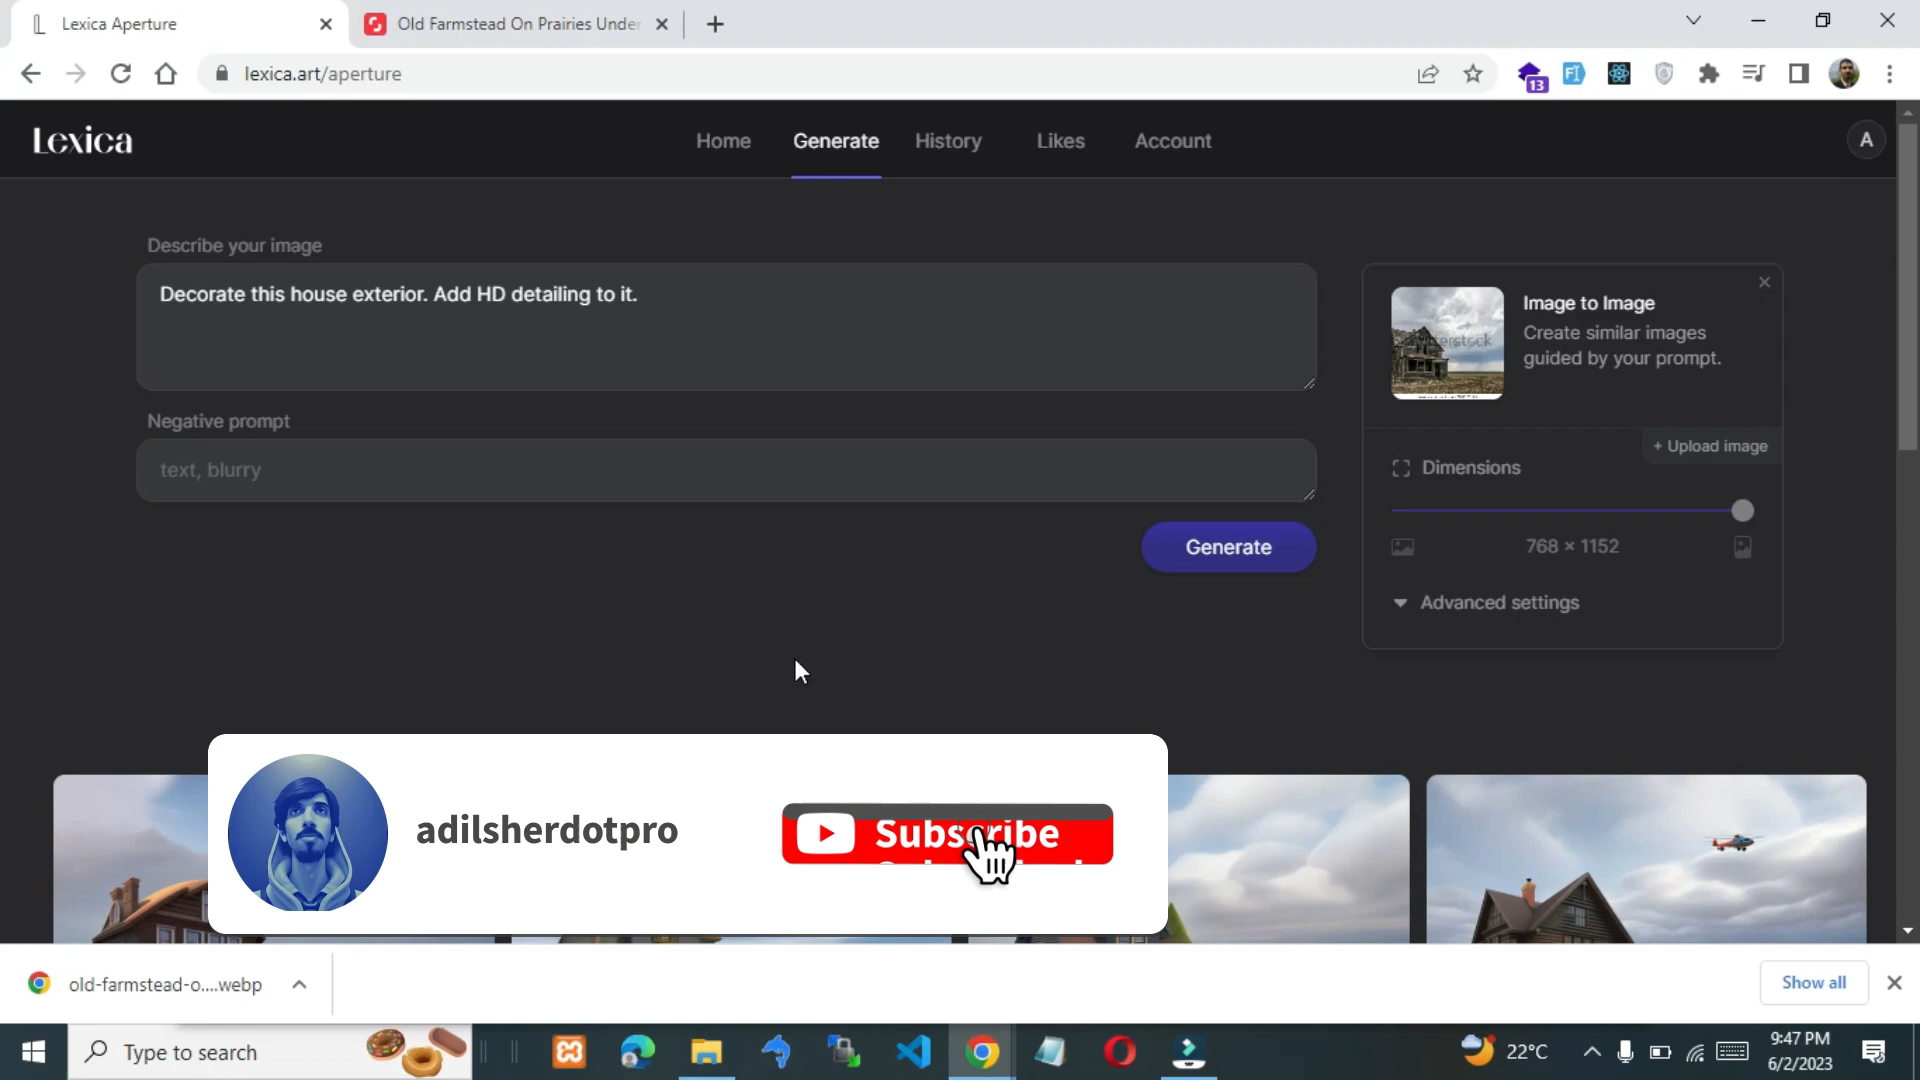 Lexica Aperture
Old Farmstead On Prairies Under
lexica.art/aperture
13
Lexica
Home
Generate
History
Likes
Account
A
Describe your image
Decorate this house exterior. Add HD detailing to it.
Image to Image
Create similar images
guided by your prompt.
Negative prompt
text, blurry
+ Upload image
Dimensions
Generate
768 × 1152
Advanced settings
adilsherdotpro
Subscribe
old-farmstead-o....webp
Show all
Type to search
22°C
9:47 PM
6/2/2023